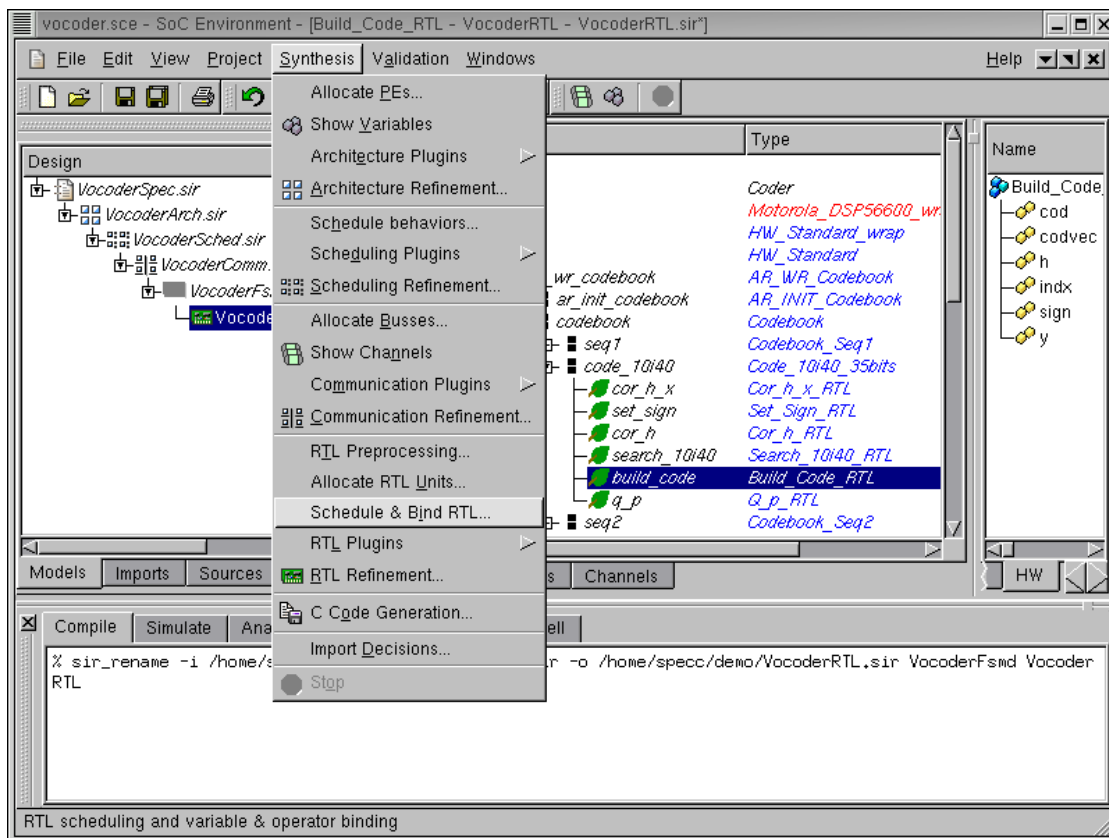 vocoder.sce - SoC Environment - [Build_Code_RTL - VocoderRTL - VocoderRTL.sir*]
File Edit View Project Synthesis Validation Windows Help
Allocate PEs...
Show Variables
Architecture Plugins
Architecture Refinement...
Schedule behaviors...
Scheduling Plugins
Scheduling Refinement...
Allocate Busses...
Show Channels
Communication Plugins
Communication Refinement...
RTL Preprocessing...
Allocate RTL Units...
Schedule & Bind RTL...
RTL Plugins
RTL Refinement...
C Code Generation...
Import Decisions...
Stop
Design
VocoderSpec.sir
VocoderArch.sir
VocoderSched.sir
VocoderComm.
VocoderFs
Vocode
Type
Coder
Motorola_DSP56600_wr
HW_Standard_wrap
HW_Standard
_wr_codebook AR_WR_Codebook
ar_init_codebook AR_INIT_Codebook
codebook Codebook
seq1 Codebook_Seq1
code_10i40 Code_10i40_35bits
cor_h_x Cor_h_x_RTL
set_sign Set_Sign_RTL
cor_h Cor_h_RTL
search_10i40 Search_10i40_RTL
build_code Build_Code_RTL
q_p Q_p_RTL
seq2 Codebook_Seq2
Name
Build_Code_
cod
codvec
h
indx
sign
y
Models Imports Sources s Channels HW
Compile Simulate Ana ell
% sir_rename -i /home/s r -o /home/specc/demo/VocoderRTL.sir VocoderFsmd Vocoder
RTL
RTL scheduling and variable & operator binding